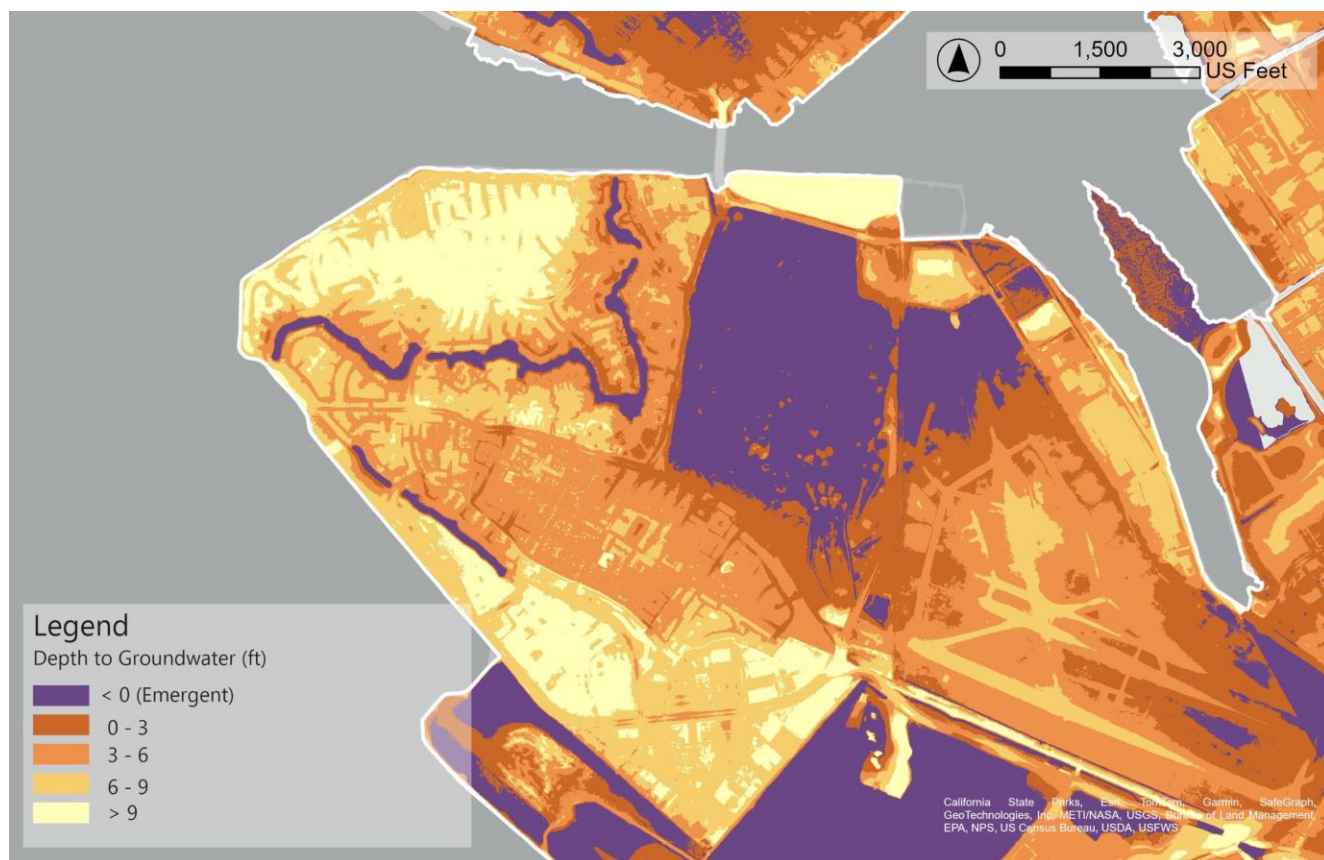 0 1,500 3,000
US Feet
Legend
Depth to Groundwater (ft)
< 0 (Emergent)
0 - 3
3 - 6
6 - 9
> 9
California State Parks, Esri, TomTom, Garmin, SafeGraph,
GeoTechnologies, Inc, METI/NASA, USGS, Bureau of Land Management,
EPA, NPS, US Census Bureau, USDA, USFWS